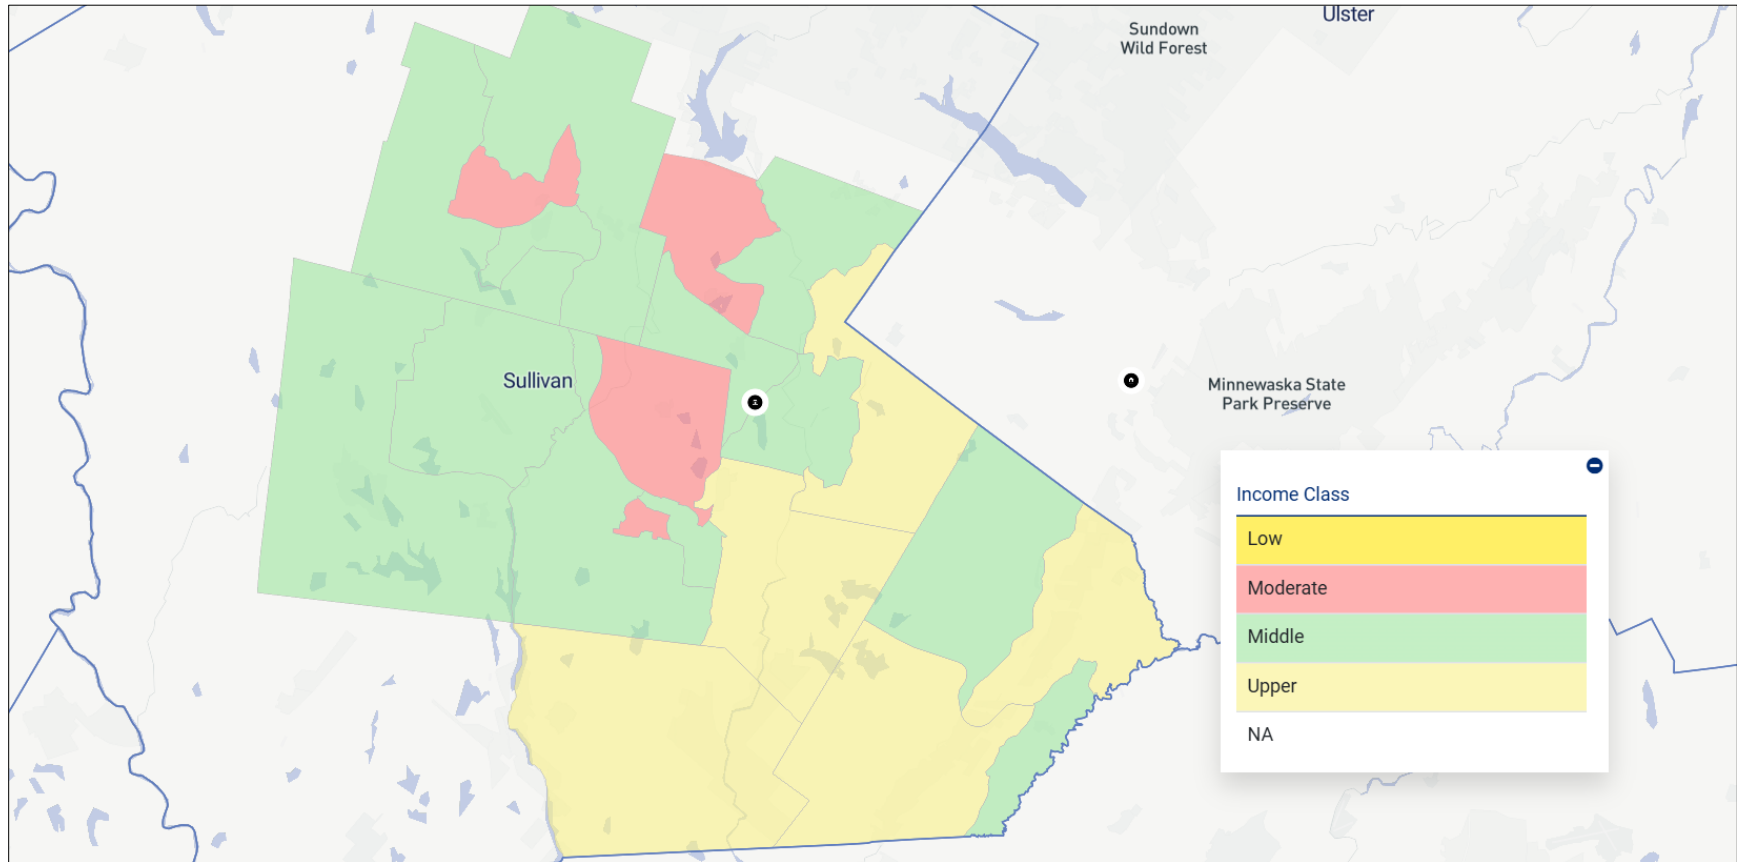 Ulster
Sundown
Wild Forest
Sullivan
Minnewaska State
Park Preserve
Income Class
Low
Moderate
Middle
Upper
NA